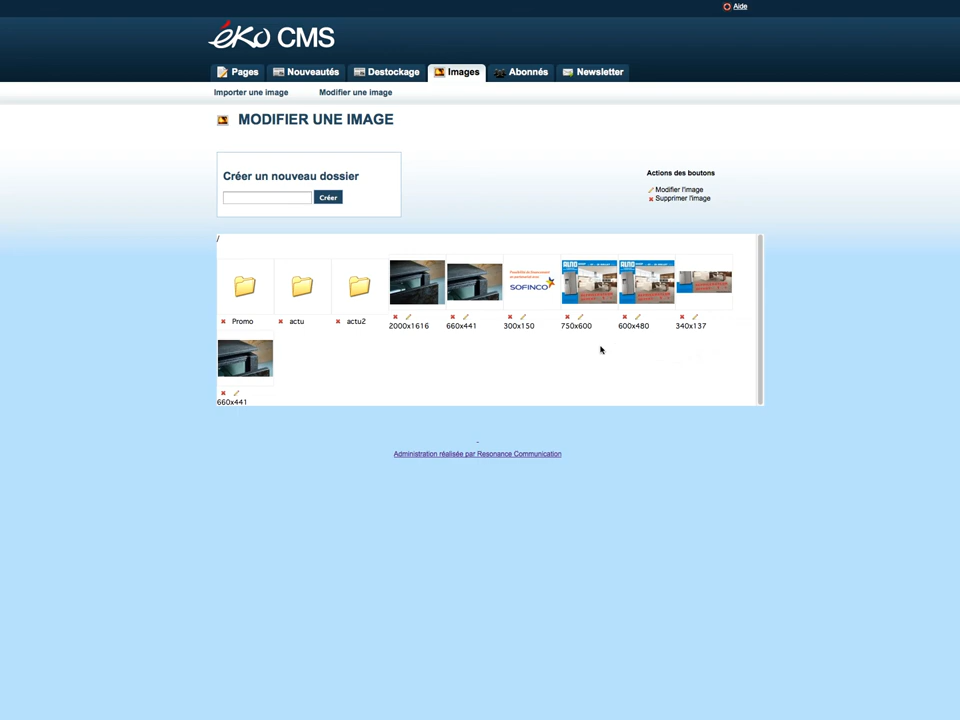 Aide
éko CMS
Pages Nouveautés Destockage Images Abonnés Newsletter
Importer une image Modifier une image
MODIFIER UNE IMAGE
Créer un nouveau dossier
Créer
Actions des boutons
Modifier l'image
Supprimer l'image
/
SOFINCO
AUTO
AUTO
Promo actu actu2
2000x1616 660x441 300x150 750x600 600x480 340x137
660x441
-
Administration réalisée par Resonance Communication